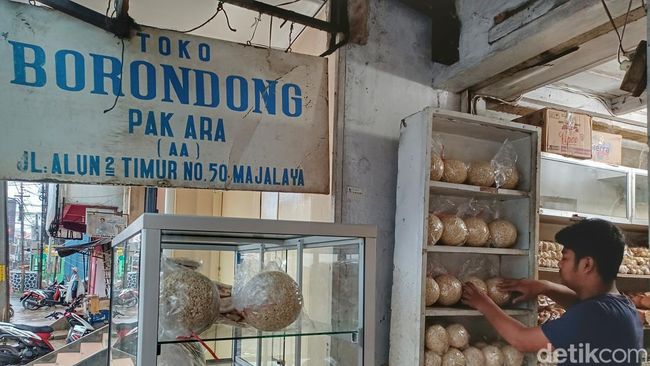 TOKO
BORONDONG
PAK ARA
( AA )
JL. ALUN 2 TIMUR NO. 50. MAJALAYA
detikcom